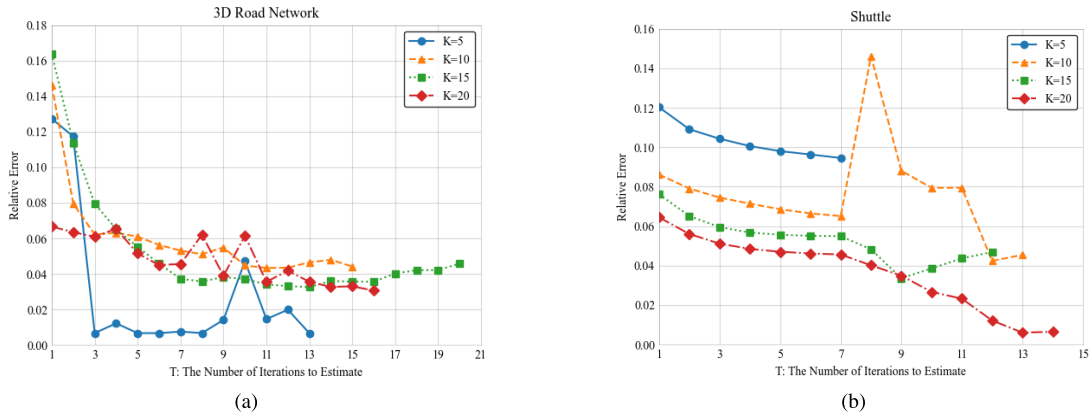 3D Road Network
0.18
0.16
0.14
0.12
0.10
0.08
0.06
0.04
0.02
0.00
Relative Error
K=5
K=10
K=15
K=20
1 3 5 7 9 11 13 15 17 19 21
T: The Number of Iterations to Estimate
(a)
Shuttle
0.16
0.14
0.12
0.10
0.08
0.06
0.04
0.02
0.00
Relative Error
K=5
K=10
K=15
K=20
1 3 5 7 9 11 13 15
T: The Number of Iterations to Estimate
(b)